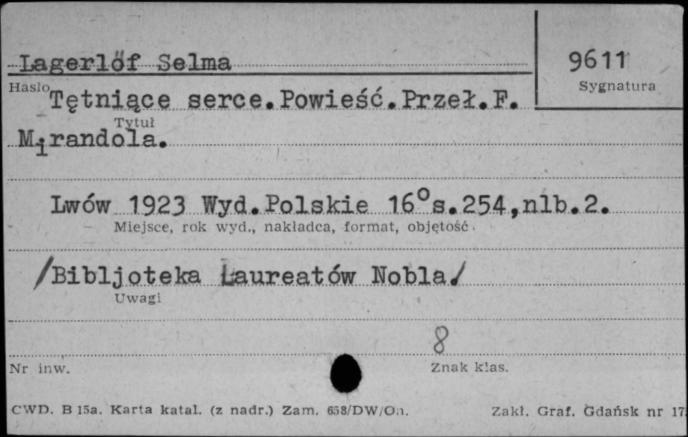 Lagerlöf Selma
9611
Hasło
Sygnatura
Tętniące serce.Powieść.Przeł.F.
Tytuł
Mirandola.
Lwów 1923 Wyd.Polskie 16°s.254,nlb.2.
Miejsce, rok wyd., nakładca, format, objętość
/Bibljoteka Laureatów Nobla/
Uwagi
8
Nr inw.
Znak klas.
CWD. B 15a. Karta katal. (z nadr.) Zam. 658/DW/On.
Zakł. Graf. Gdańsk nr 17